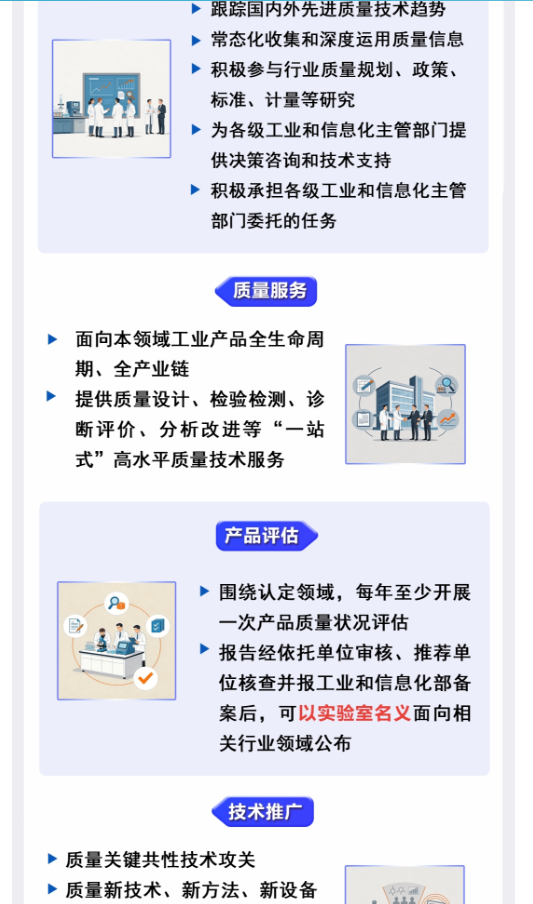 跟踪国内外先进质量技术趋势
常态化收集和深度运用质量信息
积极参与行业质量规划、政策、
标准、计量等研究
为各级工业和信息化主管部门提
供决策咨询和技术支持
积极承担各级工业和信息化主管
部门委托的任务
质量服务
面向本领域工业产品全生命周
期、全产业链
提供质量设计、检验检测、诊
断评价、分析改进等“一站
式”高水平质量技术服务
产品评估
围绕认定领域，每年至少开展
一次产品质量状况评估
报告经依托单位审核、推荐单
位核查并报工业和信息化部备
案后，可以实验室名义面向相
关行业领域公布
技术推广
质量关键共性技术攻关
质量新技术、新方法、新设备